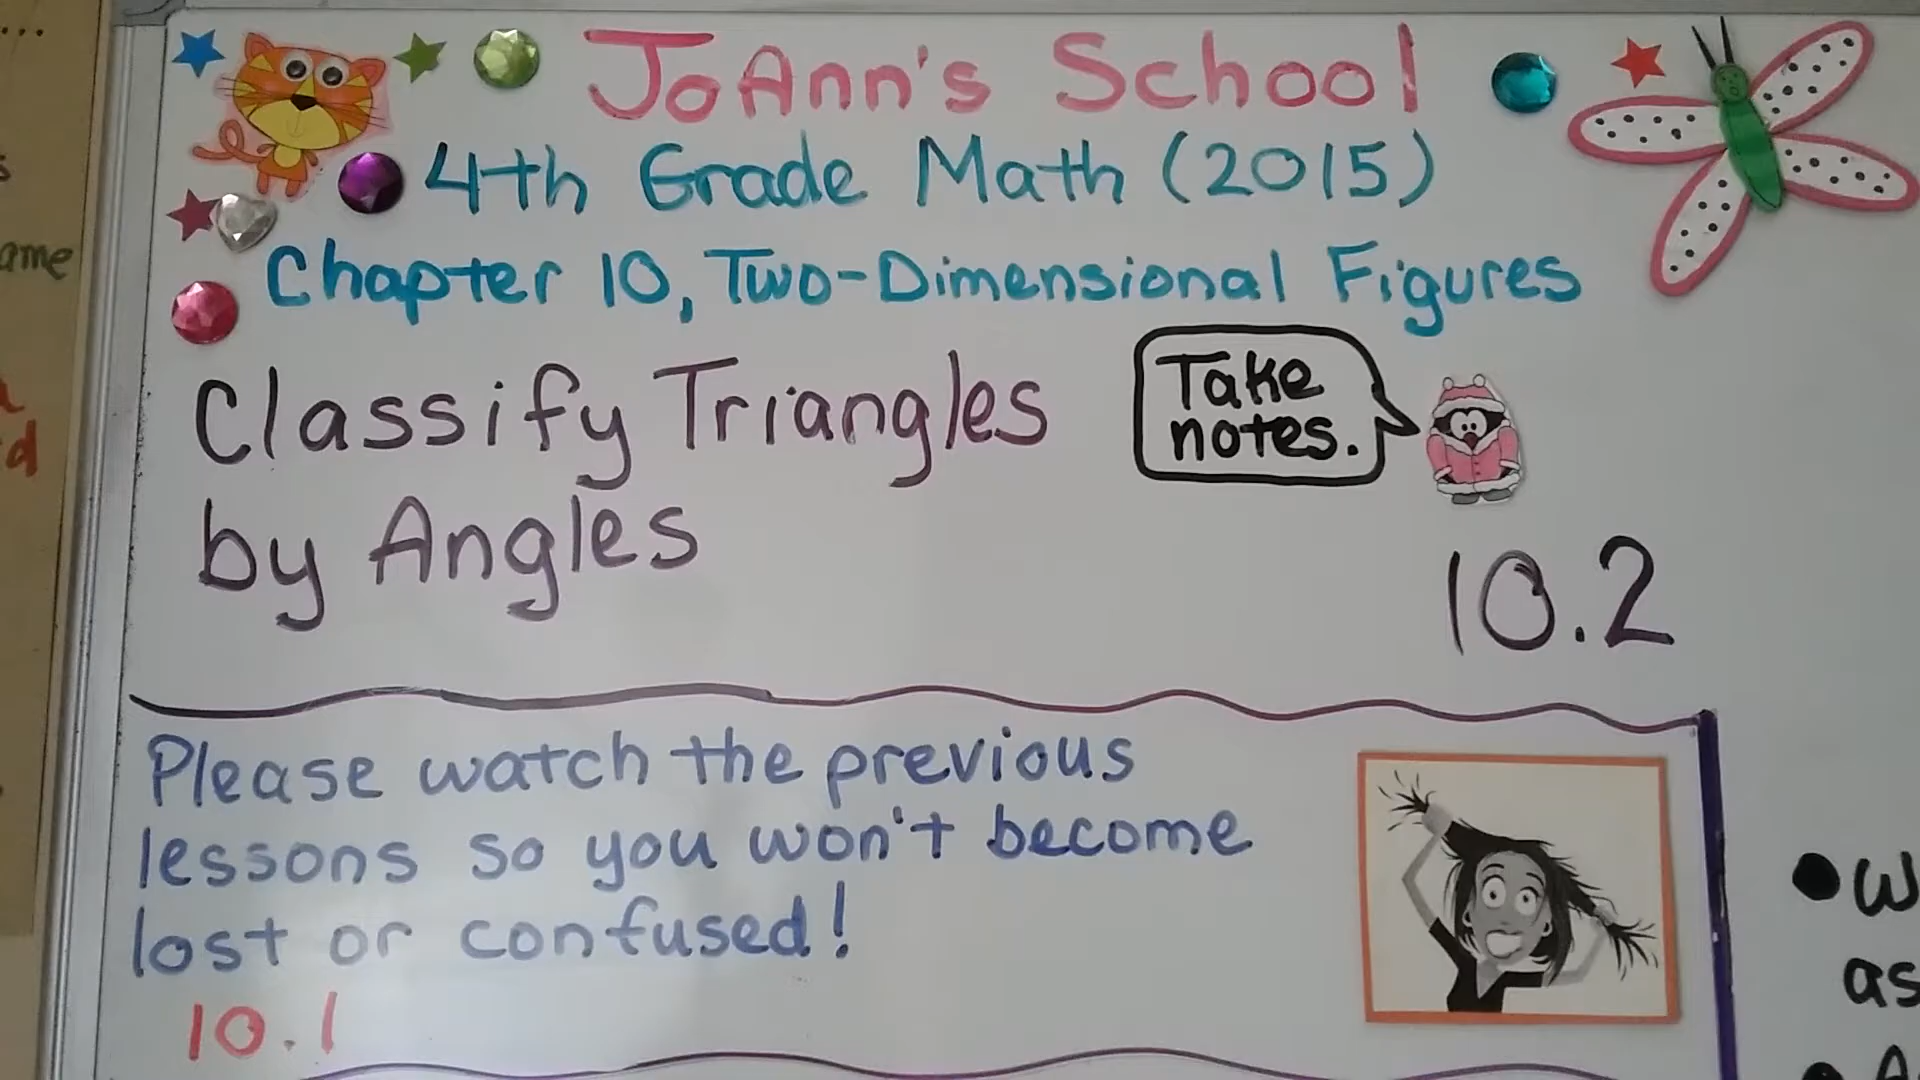 JoAnn's School
4th Grade Math (2015)
Chapter 10, Two-Dimensional Figures
Classify Triangles
by Angles
Take
notes.
10.2
Please watch the previous
lessons so you won't become
lost or confused!
10.1